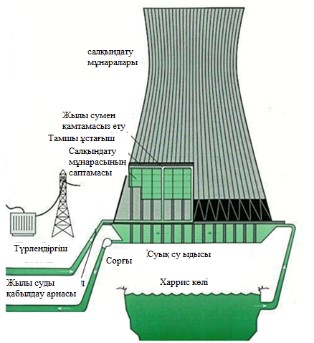 салқындату
мұнаралары
Жылы сумен
қамтамасыз ету
Тамшы ұстағыш
Салқындату
мұнарасының
саптамасы
Түрлендіргіш
Сорғы
Суық су ыдысы
Жылы суды
қабылдау арнасы
Харрис көлі